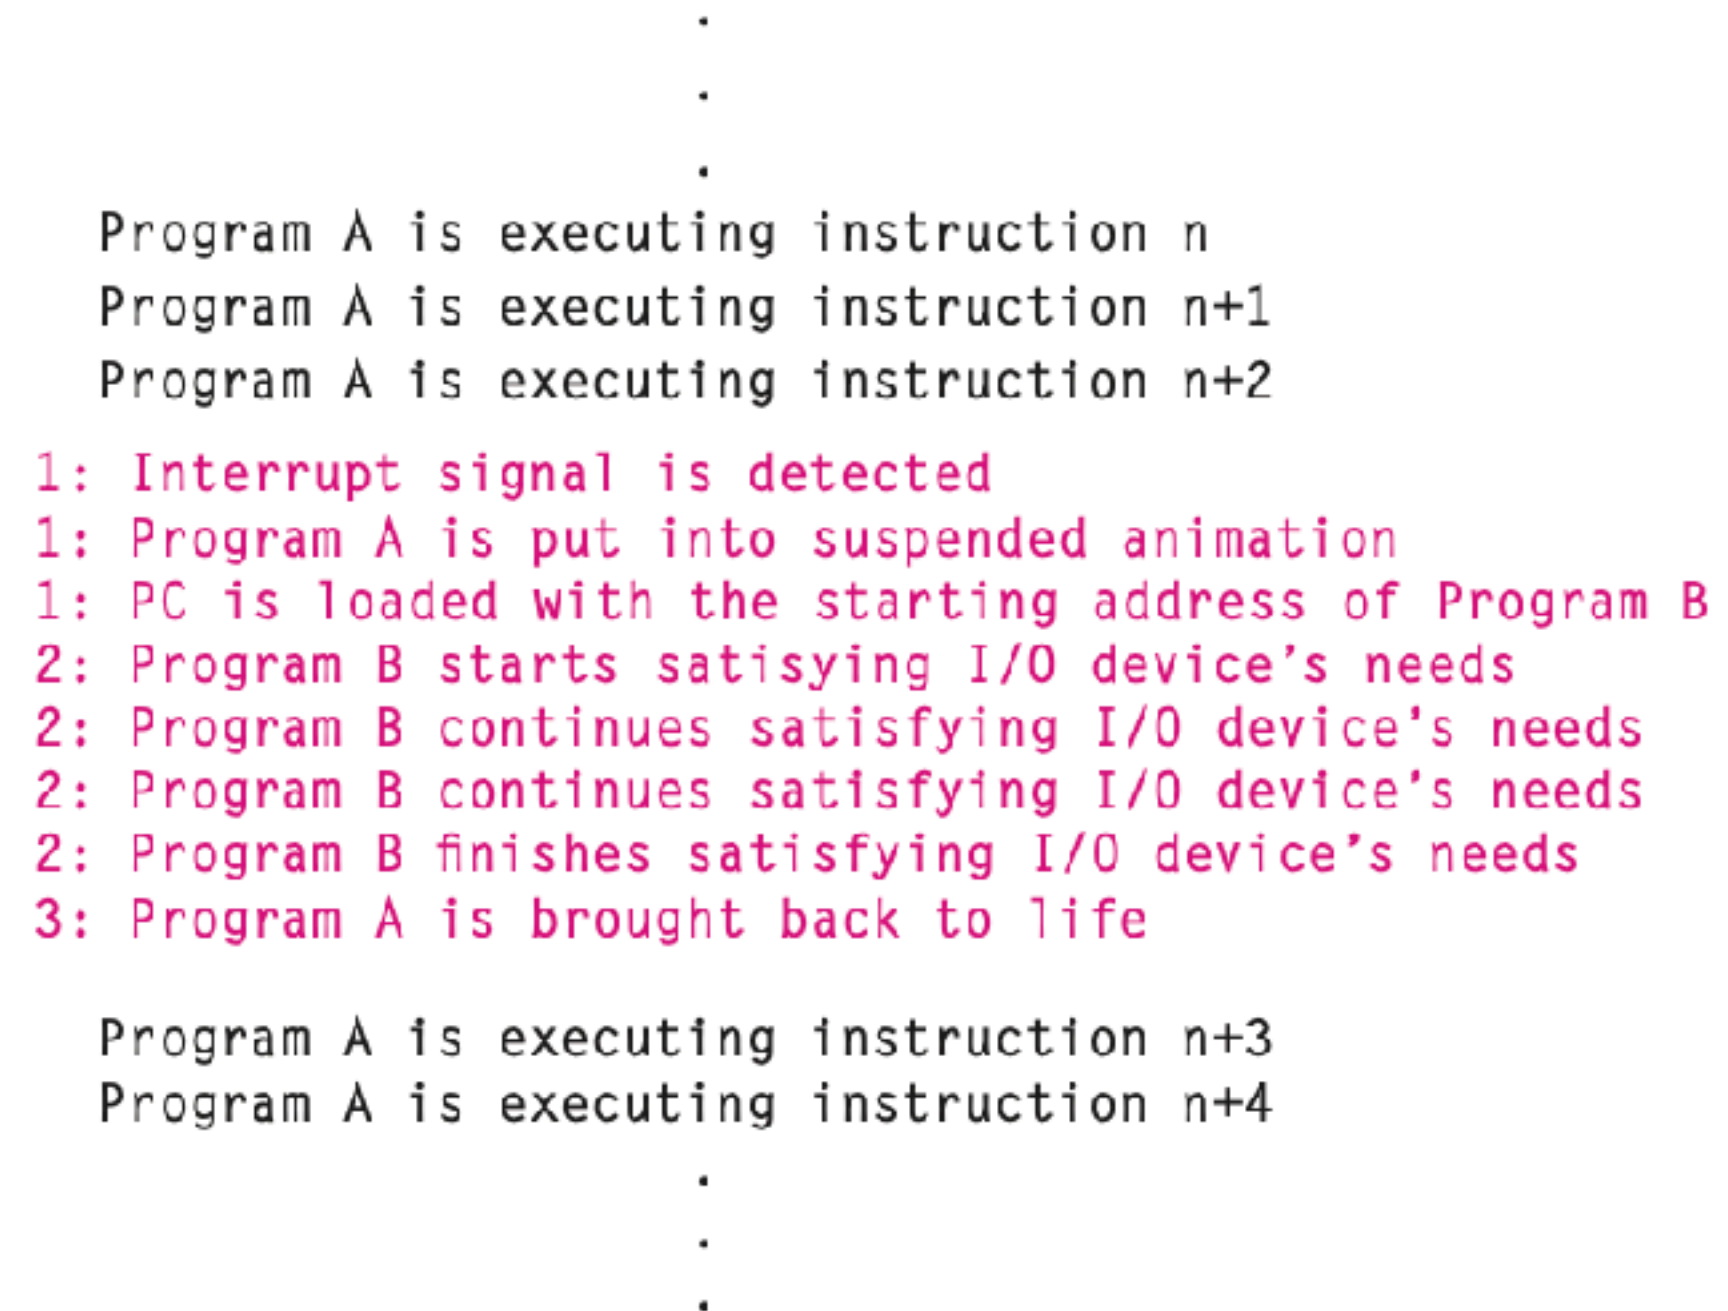 .
.
.
Program A is executing instruction n
Program A is executing instruction n+1
Program A is executing instruction n+2
1: Interrupt signal is detected
1: Program A is put into suspended animation
1: PC is loaded with the starting address of Program B
2: Program B starts satisying I/O device's needs
2: Program B continues satisfying I/O device's needs
2: Program B continues satisfying I/O device's needs
2: Program B finishes satisfying I/O device's needs
3: Program A is brought back to life
Program A is executing instruction n+3
Program A is executing instruction n+4
.
.
.